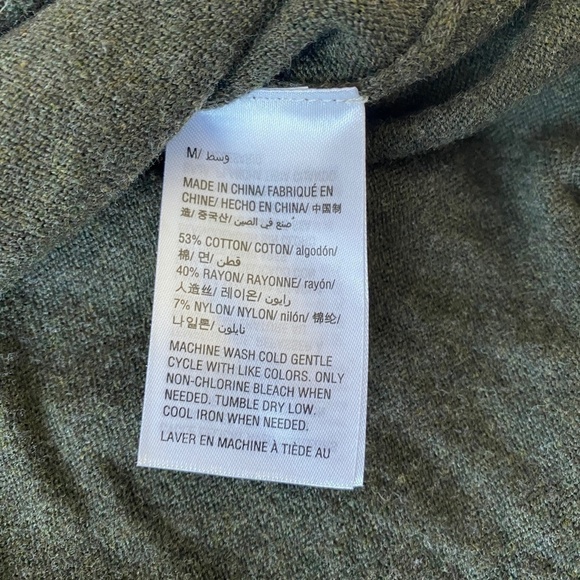 M/ وسط
MADE IN CHINA/ FABRIQUÉ EN
CHINE/ HECHO EN CHINA/ 中国制
造/ 중국산/ صنع في الصين
53% COTTON/ COTON/ algodón/
棉/ 면/ قطن
40% RAYON/ RAYONNE/ rayón/
人造丝/ 레이온/ رايون
7% NYLON/ NYLON/ nilón/ 锦纶/
나일론/ نايلون
MACHINE WASH COLD GENTLE
CYCLE WITH LIKE COLORS. ONLY
NON-CHLORINE BLEACH WHEN
NEEDED. TUMBLE DRY LOW.
COOL IRON WHEN NEEDED.
LAVER EN MACHINE À TIÈDE AU